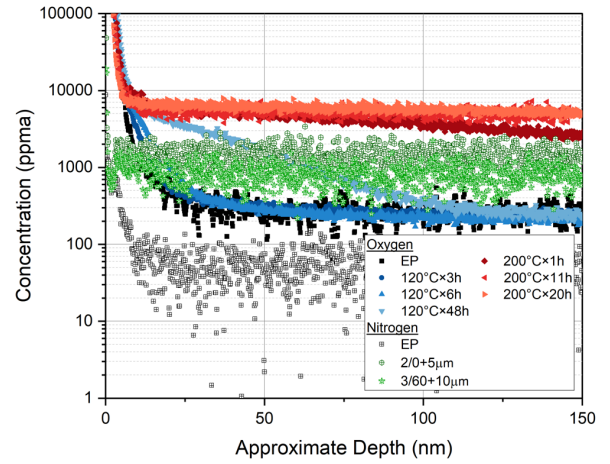 100000
10000
1000
100
10
1
Concentration (ppma)
0
50
100
150
Approximate Depth (nm)
Oxygen
EP
120°C×3h
120°C×6h
120°C×48h
200°C×1h
200°C×11h
200°C×20h
Nitrogen
EP
2/0+5μm
3/60+10μm